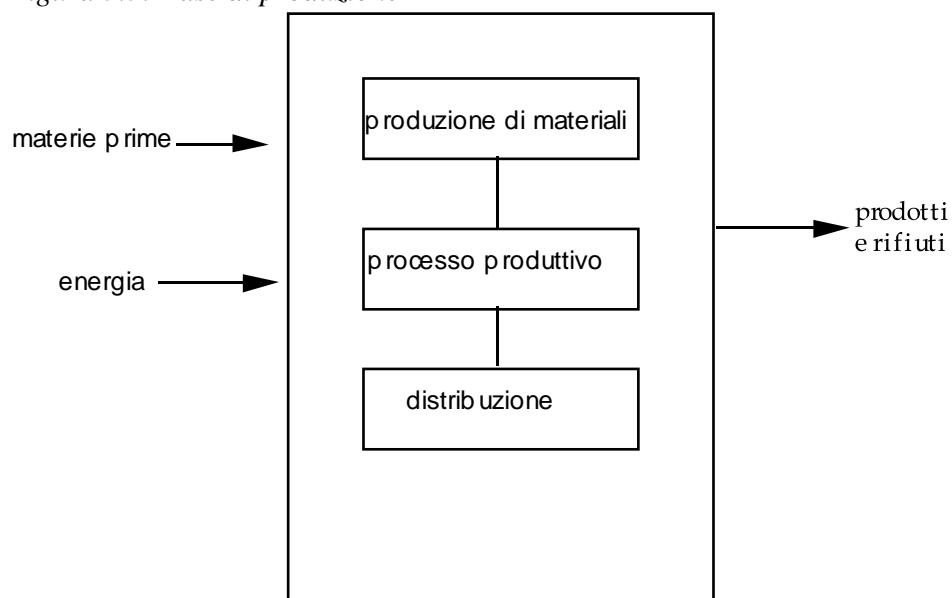 produzione di materiali
materie prime
prodotti
e rifiuti
processo produttivo
energia
distribuzione